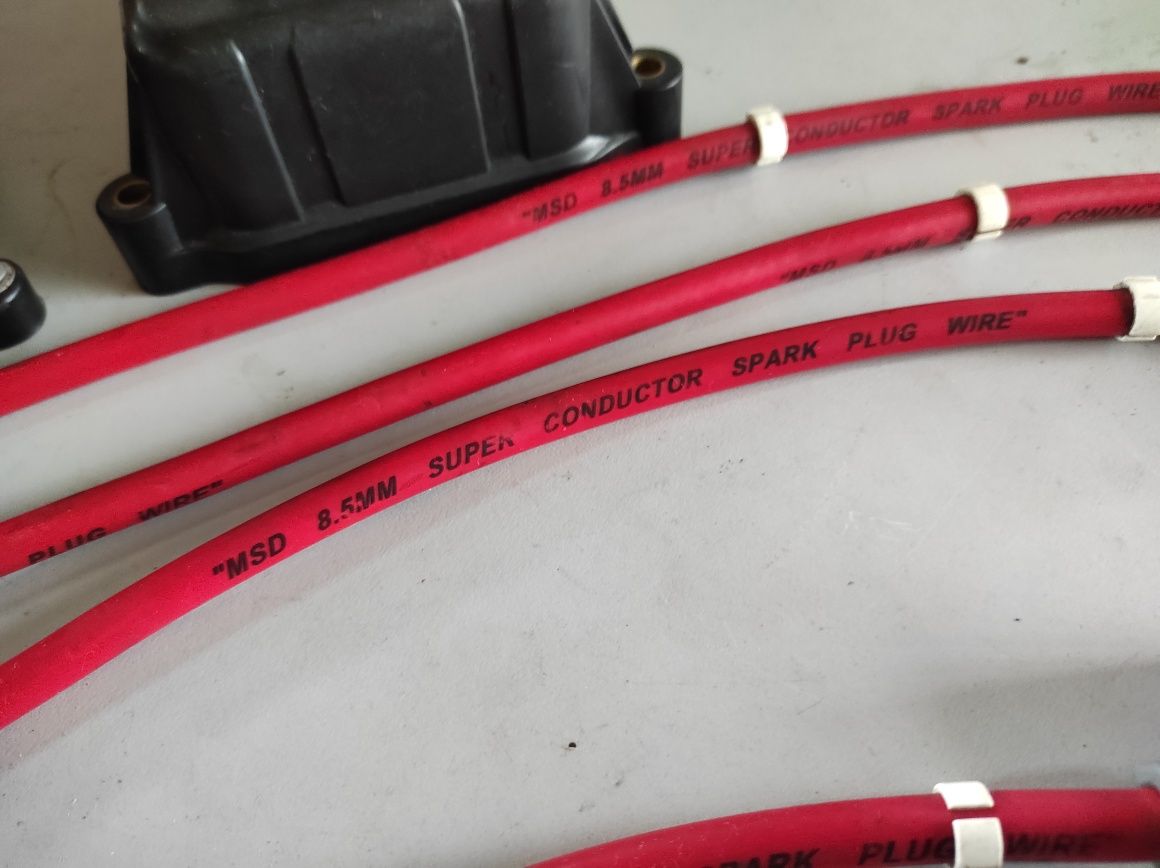 "MSD 8.5MM SUPER CONDUCTOR SPARK PLUG WIRE
"MSD 8.5MM CONDUCT
PLUG WIRE"
"MSD 8.5MM SUPER CONDUCTOR SPARK PLUG WIRE"
SPARK PLUG WIRE